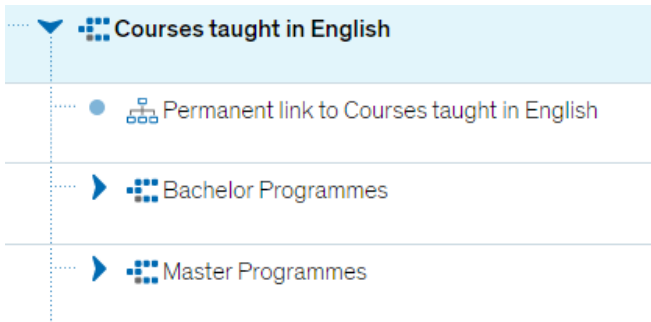 Courses taught in English
Permanent link to Courses taught in English
Bachelor Programmes
Master Programmes